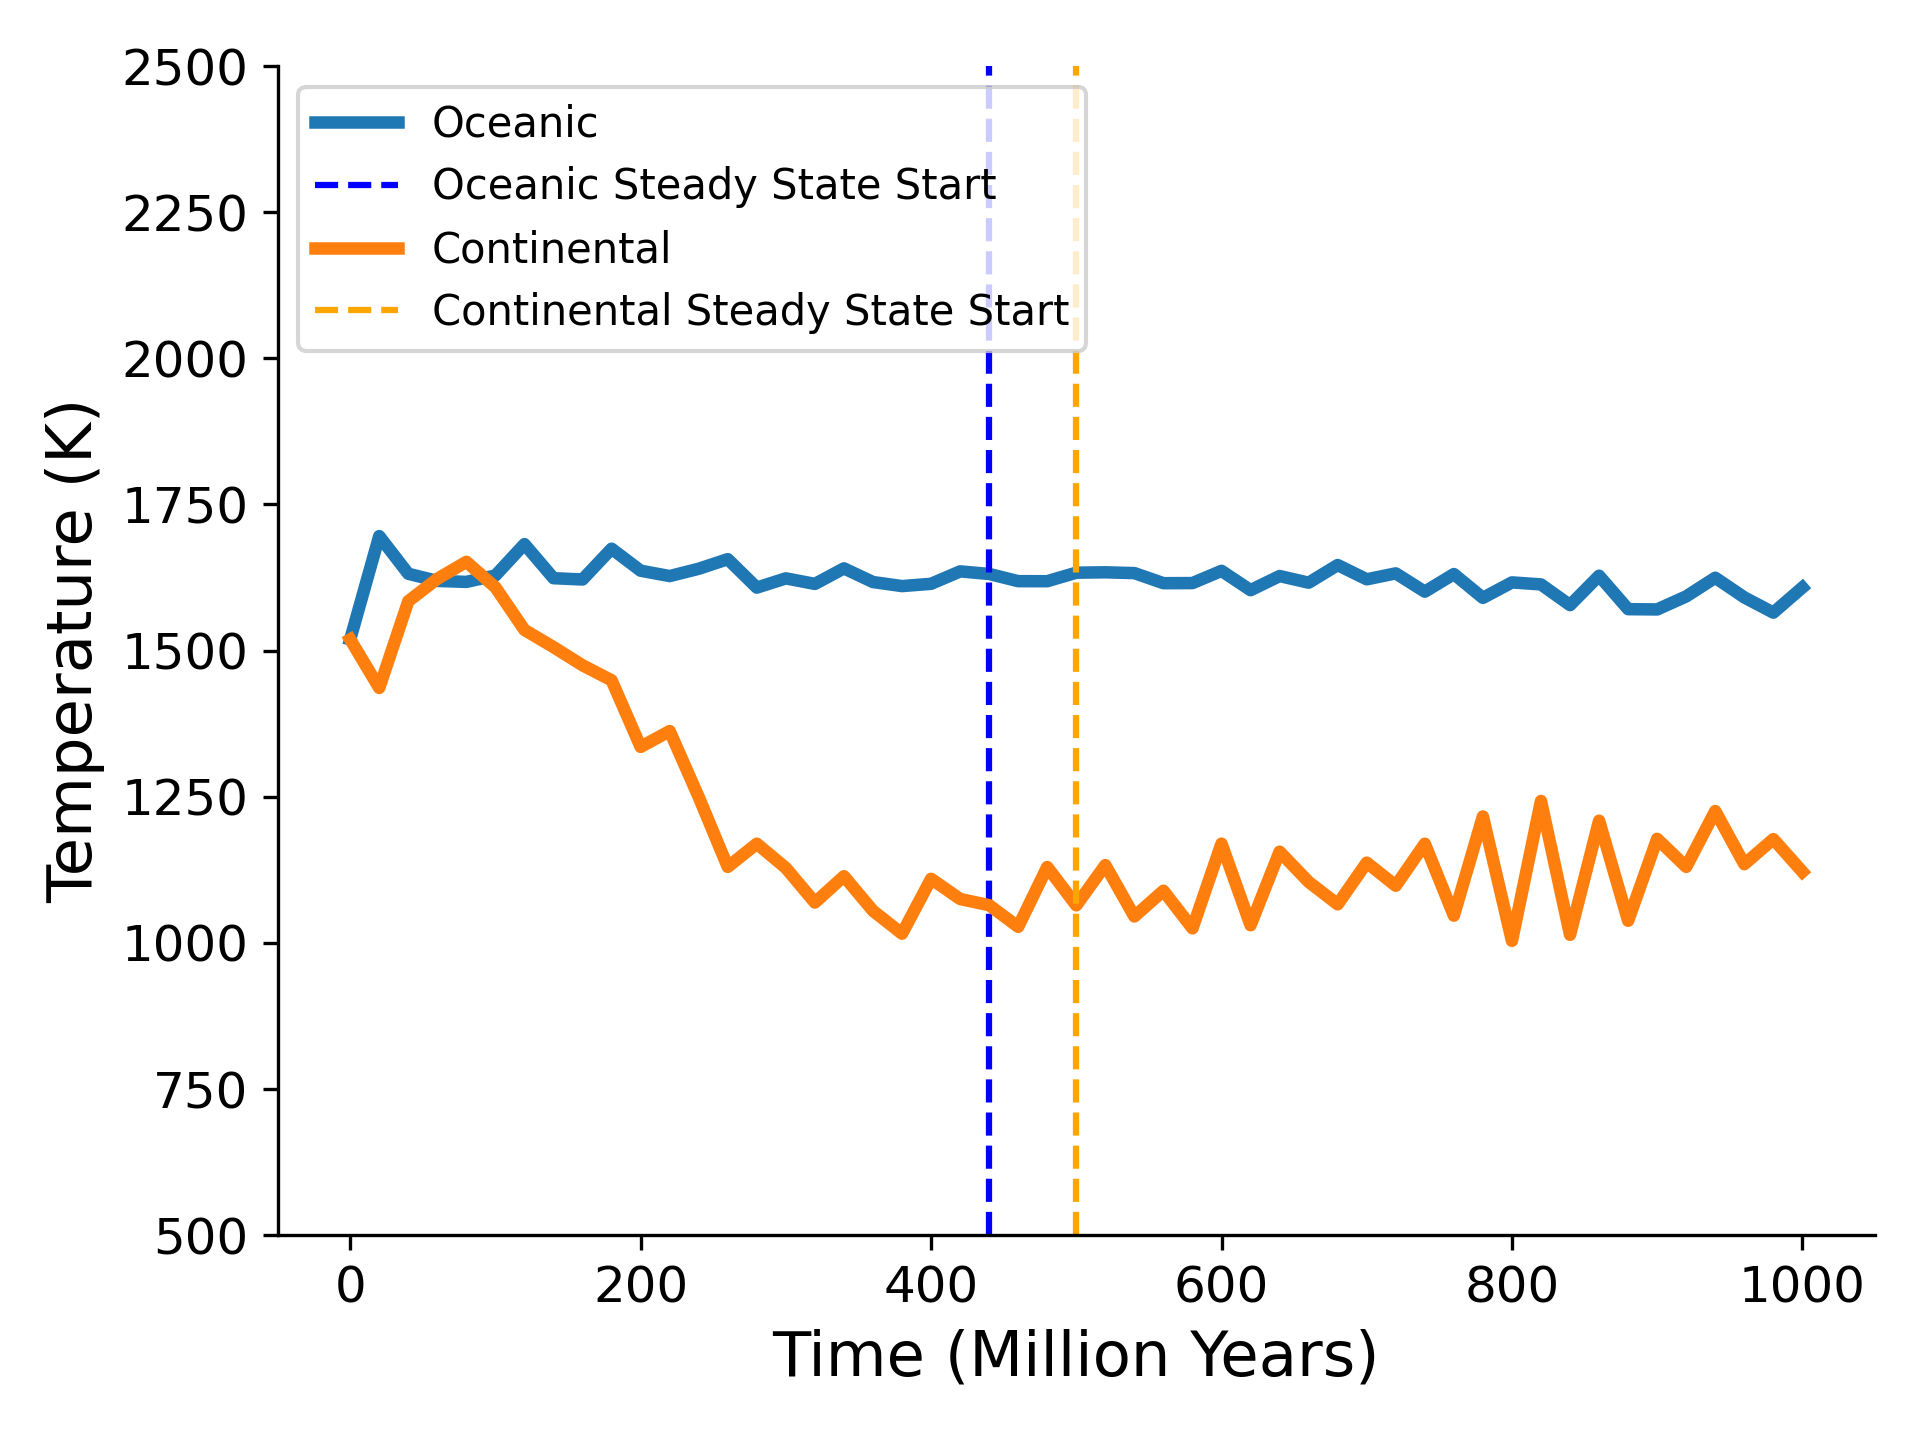 2500
2250
2000
1750
1500
1250
1000
750
500
Temperature (K)
Oceanic
Oceanic Steady State Start
Continental
Continental Steady State Start
0 200 400 600 800 1000
Time (Million Years)